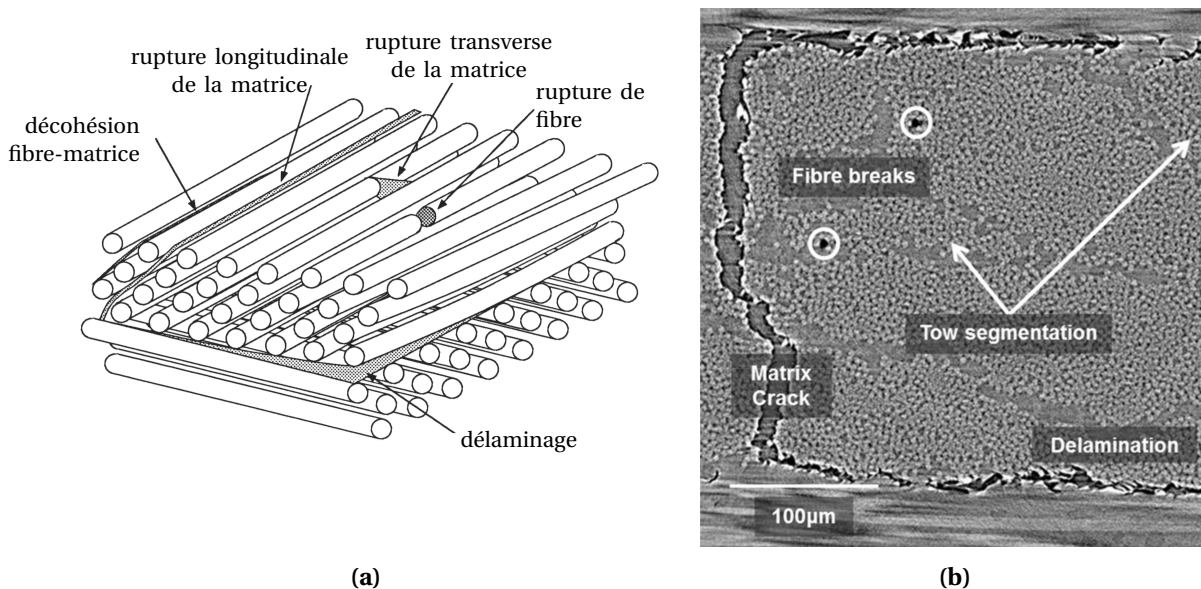 rupture longitudinale
de la matrice
rupture transverse
de la matrice
rupture de
fibre
décohésion
fibre-matrice
délaminage
(a)
Fibre breaks
Tow segmentation
Matrix
Crack
Delamination
100µm
(b)